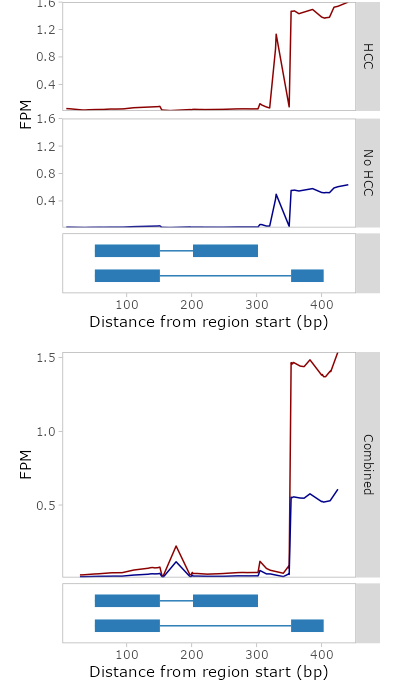 1.6
1.2
0.8
0.4
HCC
FPM
1.6
1.2
0.8
0.4
No HCC
100 200 300 400
Distance from region start (bp)
1.5
1.0
0.5
FPM
Combined
100 200 300 400
Distance from region start (bp)